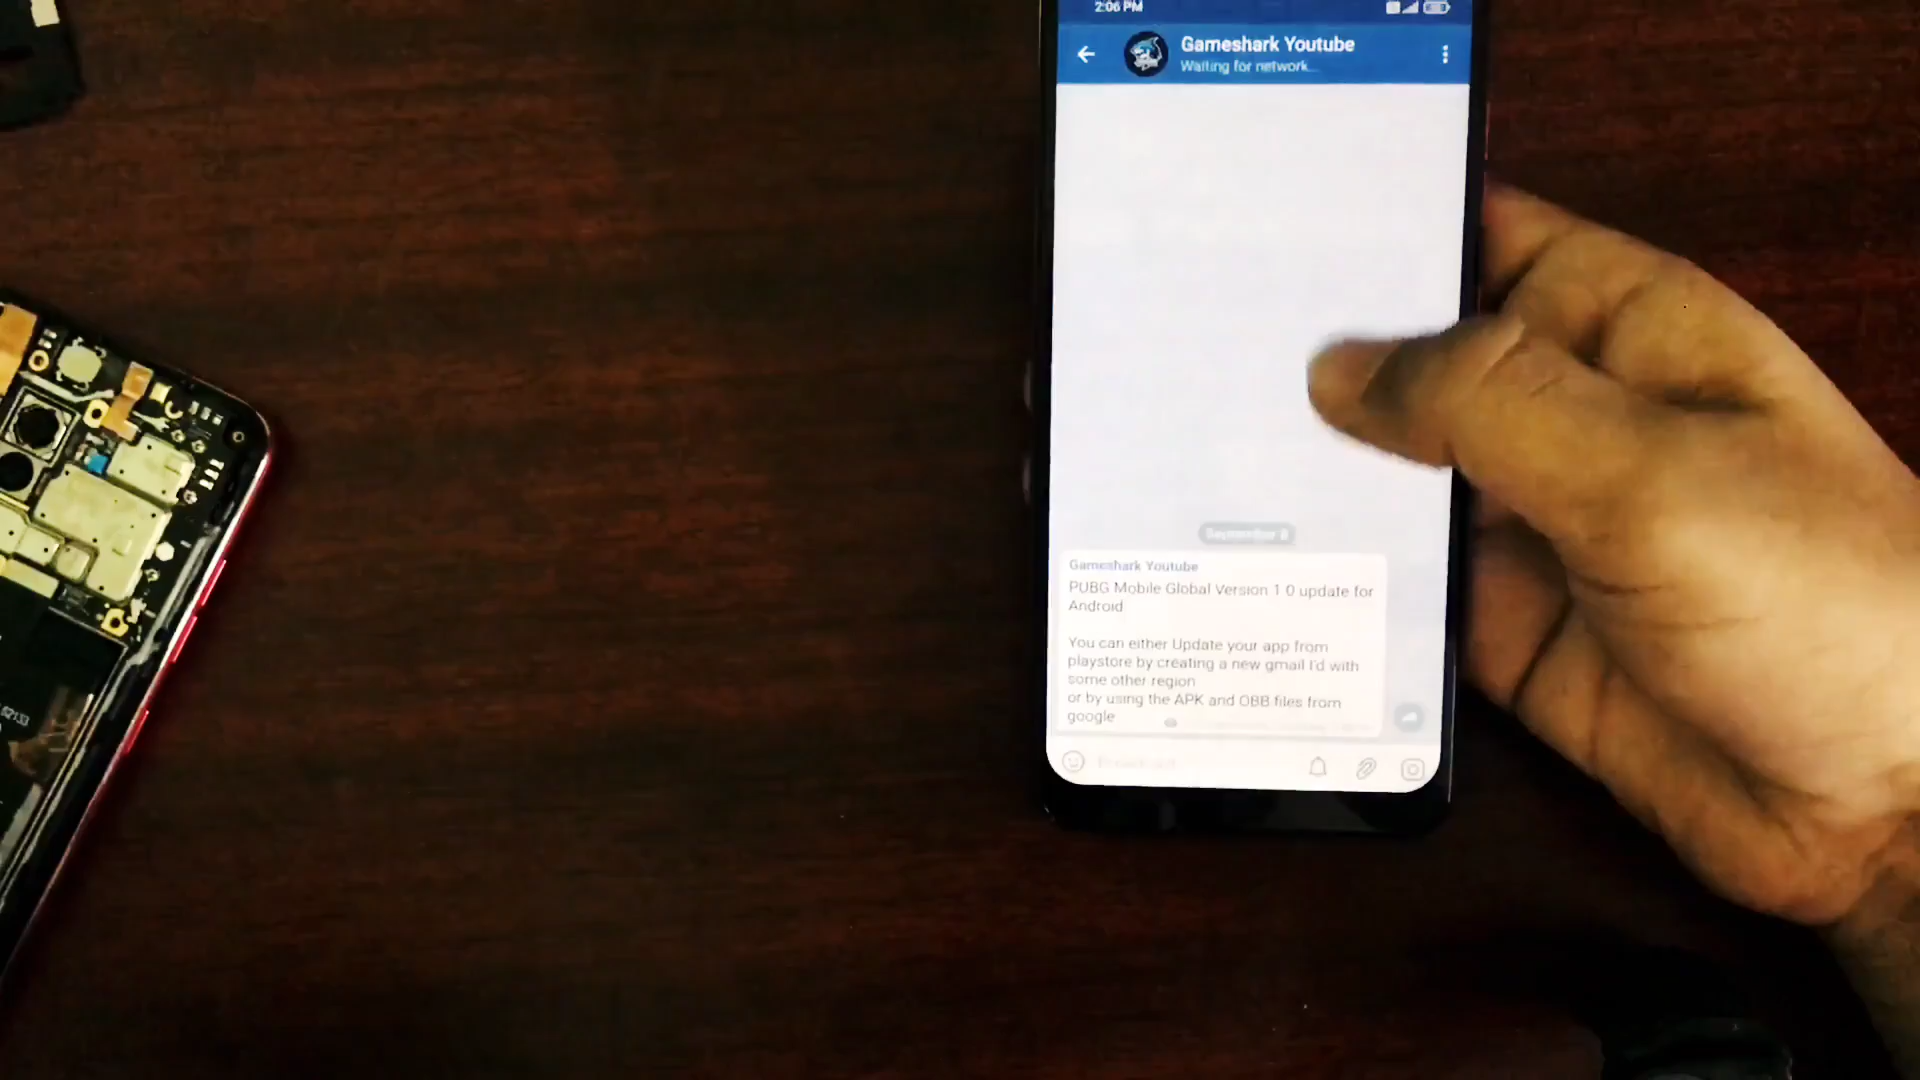 2:06 PM
Gameshark Youtube
Waiting for network...
September 8
Gameshark Youtube
PUBG Mobile Global Version 1 0 update for
Android
You can either Update your app from
playstore by creating a new gmail I'd with
some other region
or by using the APK and OBB files from
google